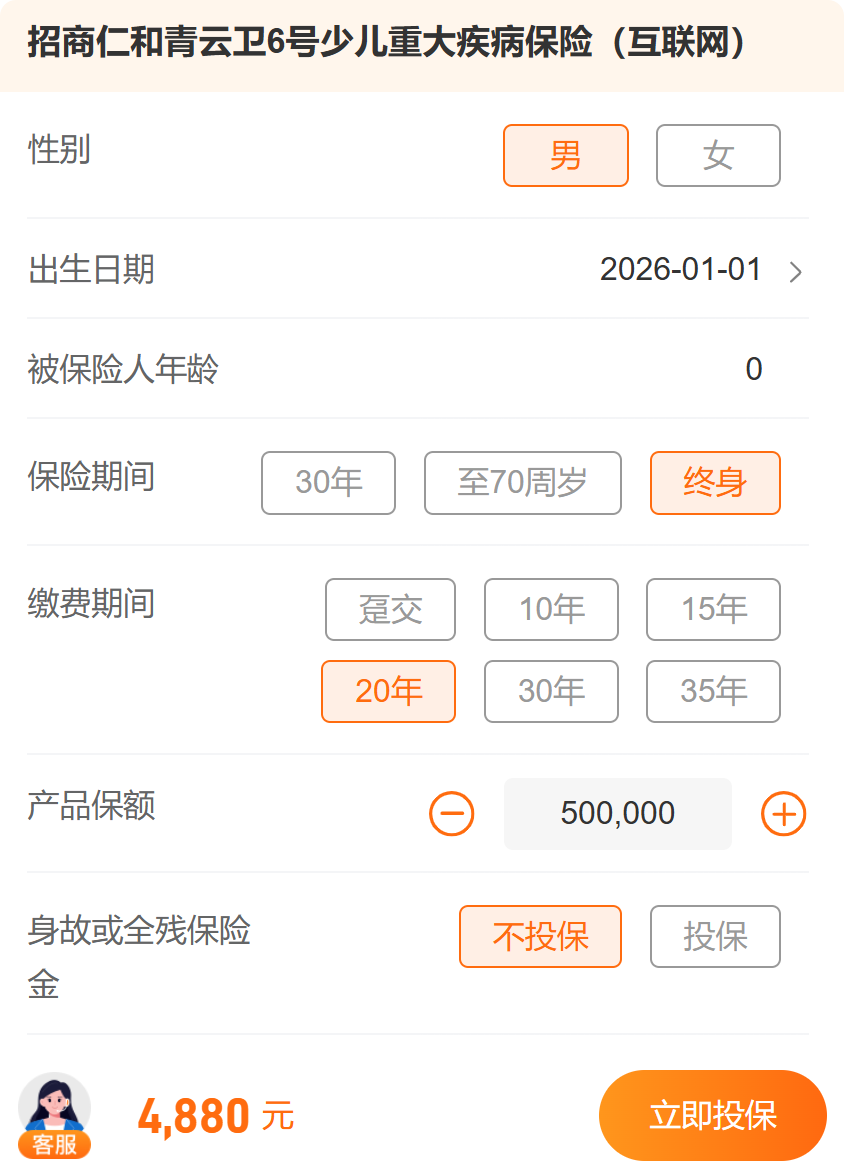 招商仁和青云卫6号少儿重大疾病保险（互联网）
性别 男 女
出生日期 2026-01-01
被保险人年龄 0
保险期间 30年 至70周岁 终身
缴费期间 趸交 10年 15年
20年 30年 35年
产品保额 500,000
身故或全残保险 不投保 投保
金
客服 4,880 元 立即投保